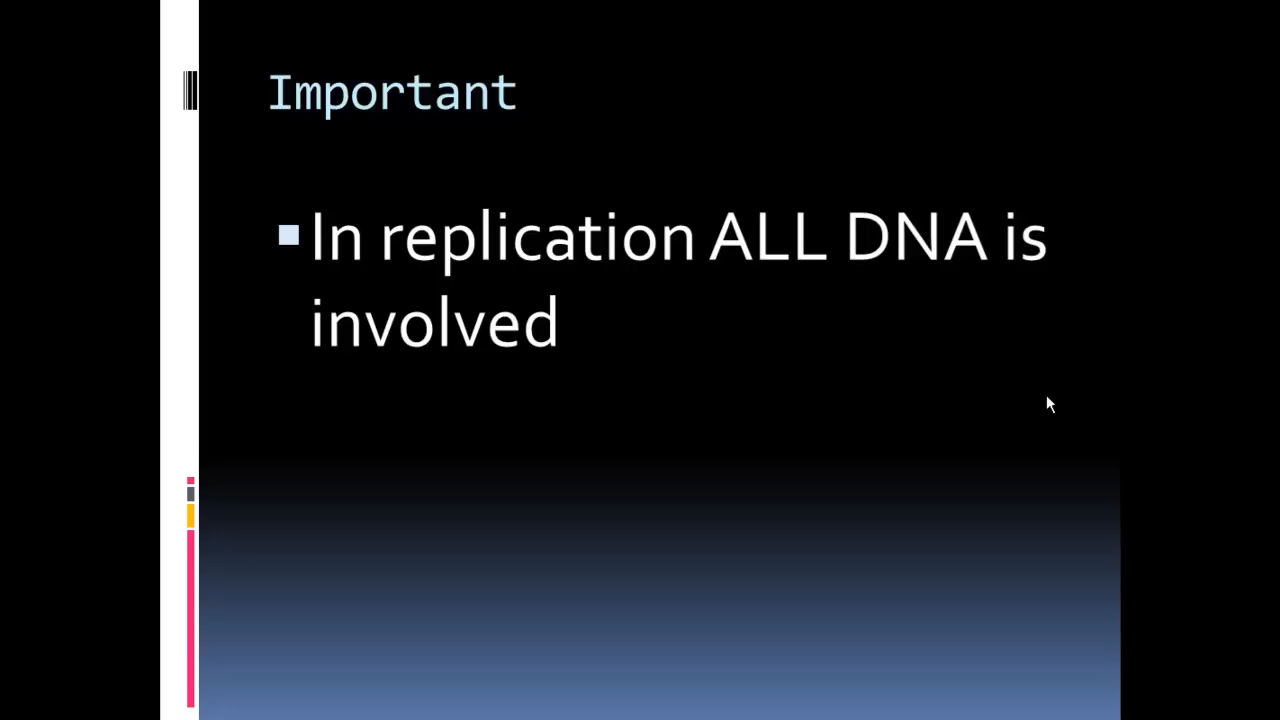 Important
In replication ALL DNA is
involved